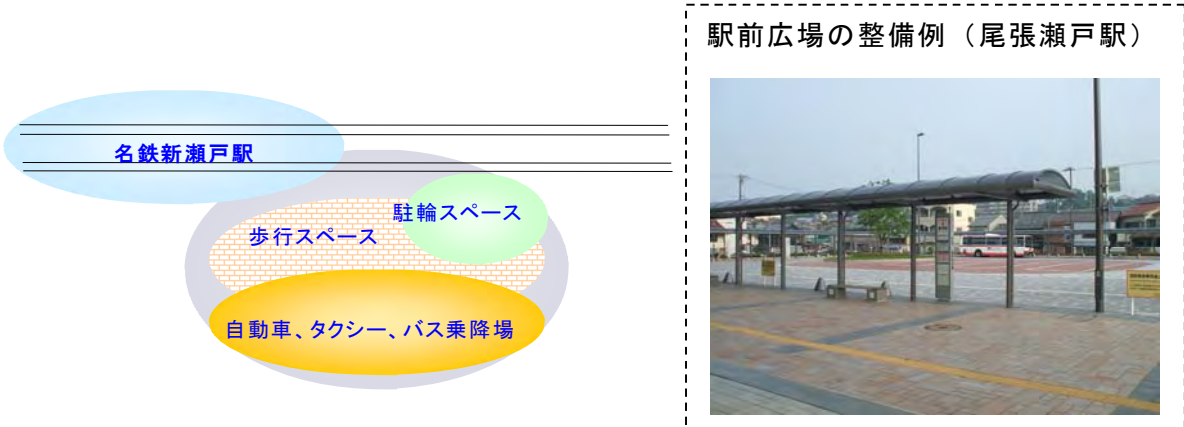 名鉄新瀬戸駅
駐輪スペース
歩行スペース
自動車、タクシー、バス乗降場
駅前広場の整備例（尾張瀬戸駅）